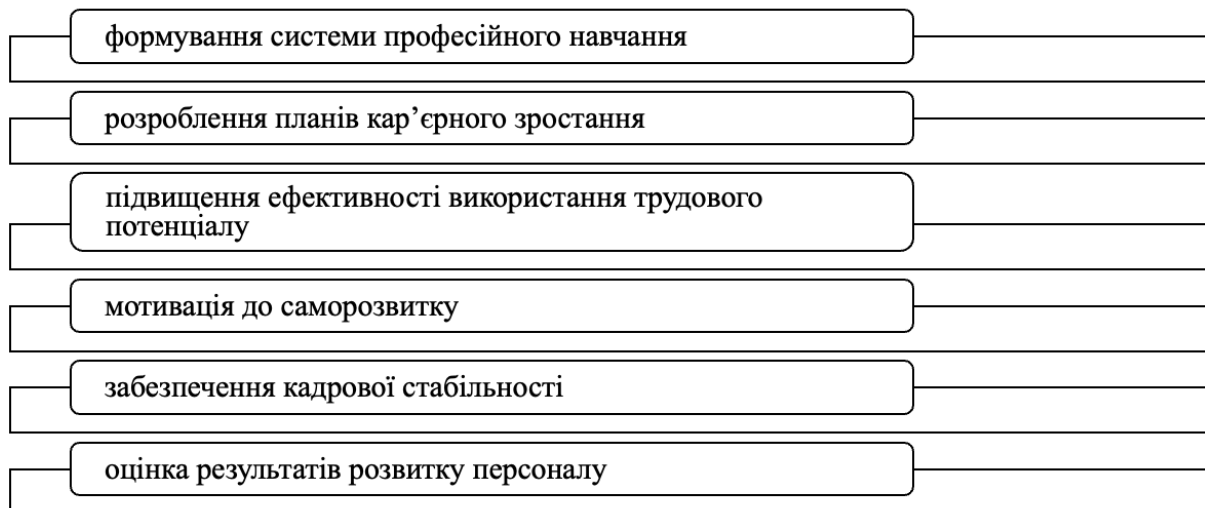 формування системи професійного навчання
розроблення планів кар’єрного зростання
підвищення ефективності використання трудового
потенціалу
мотивація до саморозвитку
забезпечення кадрової стабільності
оцінка результатів розвитку персоналу